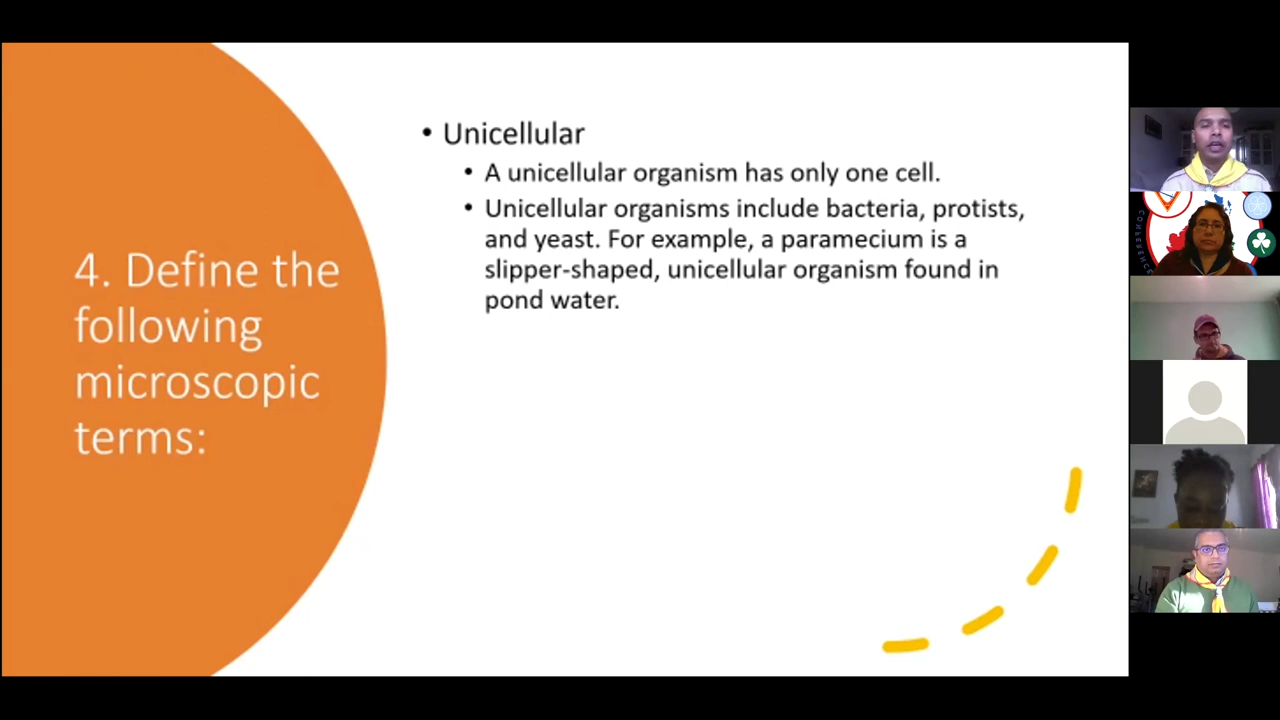 4. Define the
following
microscopic
terms:
• Unicellular
• A unicellular organism has only one cell.
• Unicellular organisms include bacteria, protists,
and yeast. For example, a paramecium is a
slipper-shaped, unicellular organism found in
pond water.